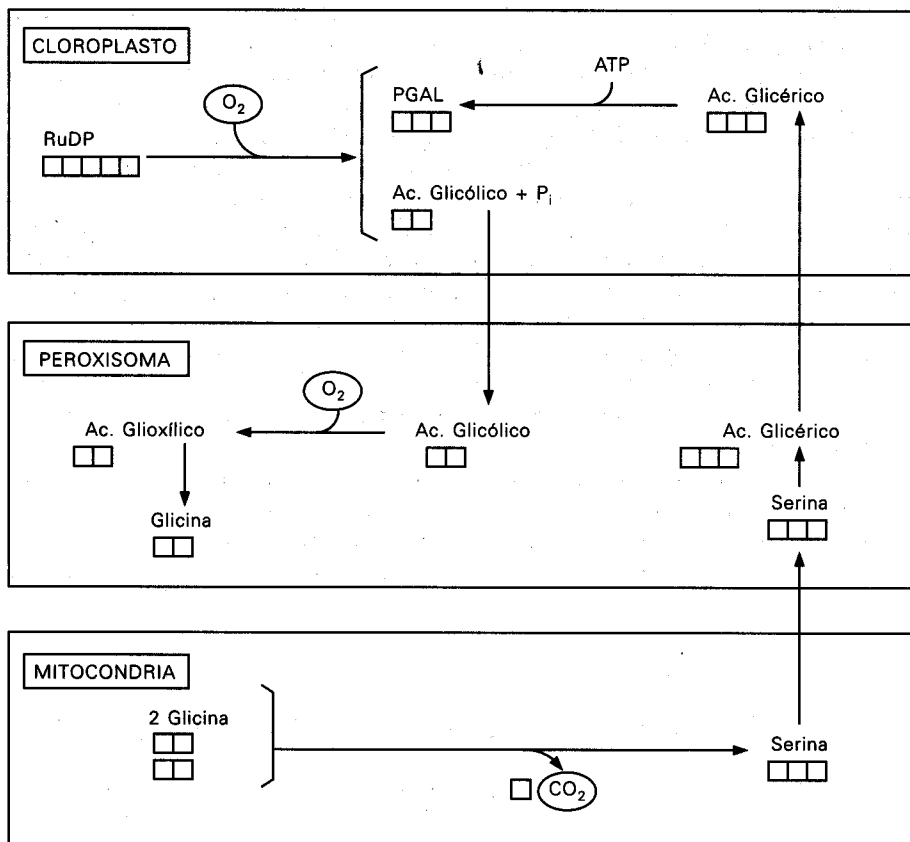 CLOROPLASTO
ATP
O₂
PGAL
Ac. Glicérico
RuDP
Ac. Glicólico + Pᵢ
PEROXISOMA
O₂
Ac. Glioxílico
Ac. Glicólico
Ac. Glicérico
Glicina
Serina
MITOCONDRIA
2 Glicina
Serina
CO₂